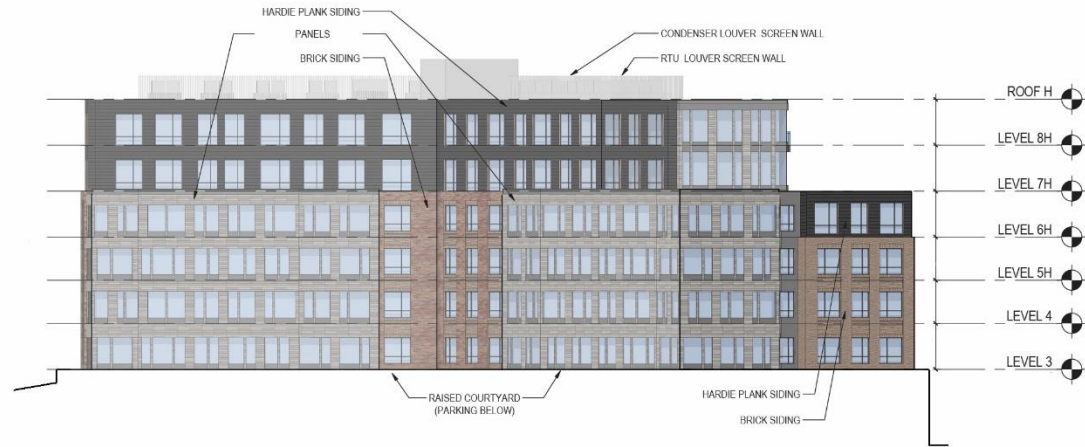 HARDIE PLANK SIDING
PANELS
BRICK SIDING
CONDENSER LOUVER SCREEN WALL
RTU LOUVER SCREEN WALL
ROOF H
LEVEL 8H
LEVEL 7H
LEVEL 6H
LEVEL 5H
LEVEL 4
LEVEL 3
RAISED COURTYARD
(PARKING BELOW)
HARDIE PLANK SIDING
BRICK SIDING